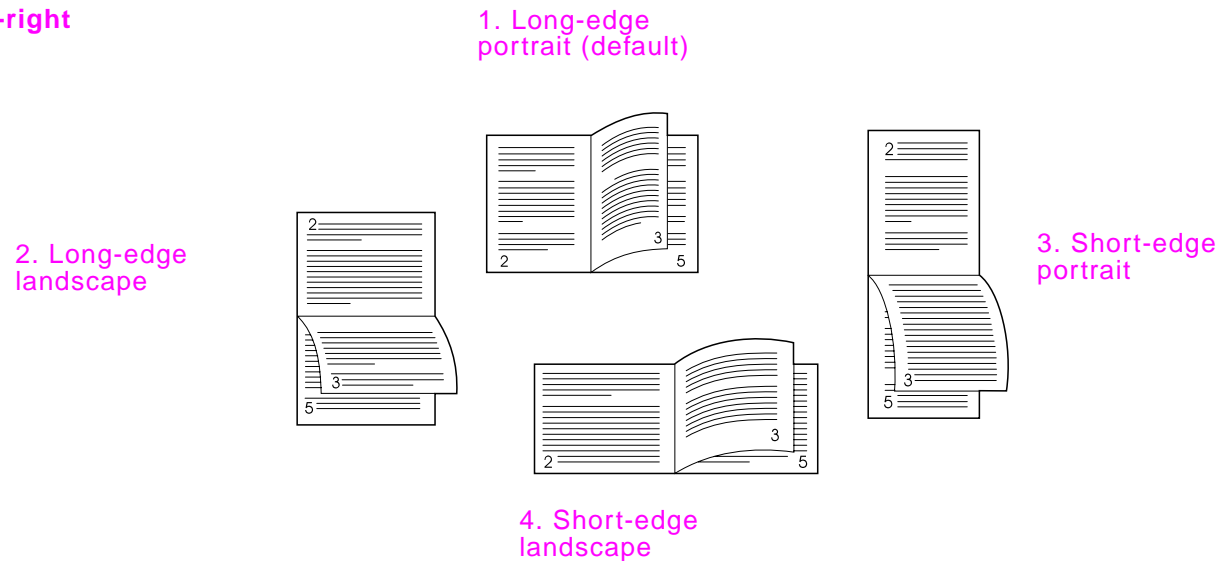 -right
1. Long-edge
portrait (default)
2
3
5
2. Long-edge
landscape
2
3
5
2
3
5
3. Short-edge
portrait
2
3
5
4. Short-edge
landscape